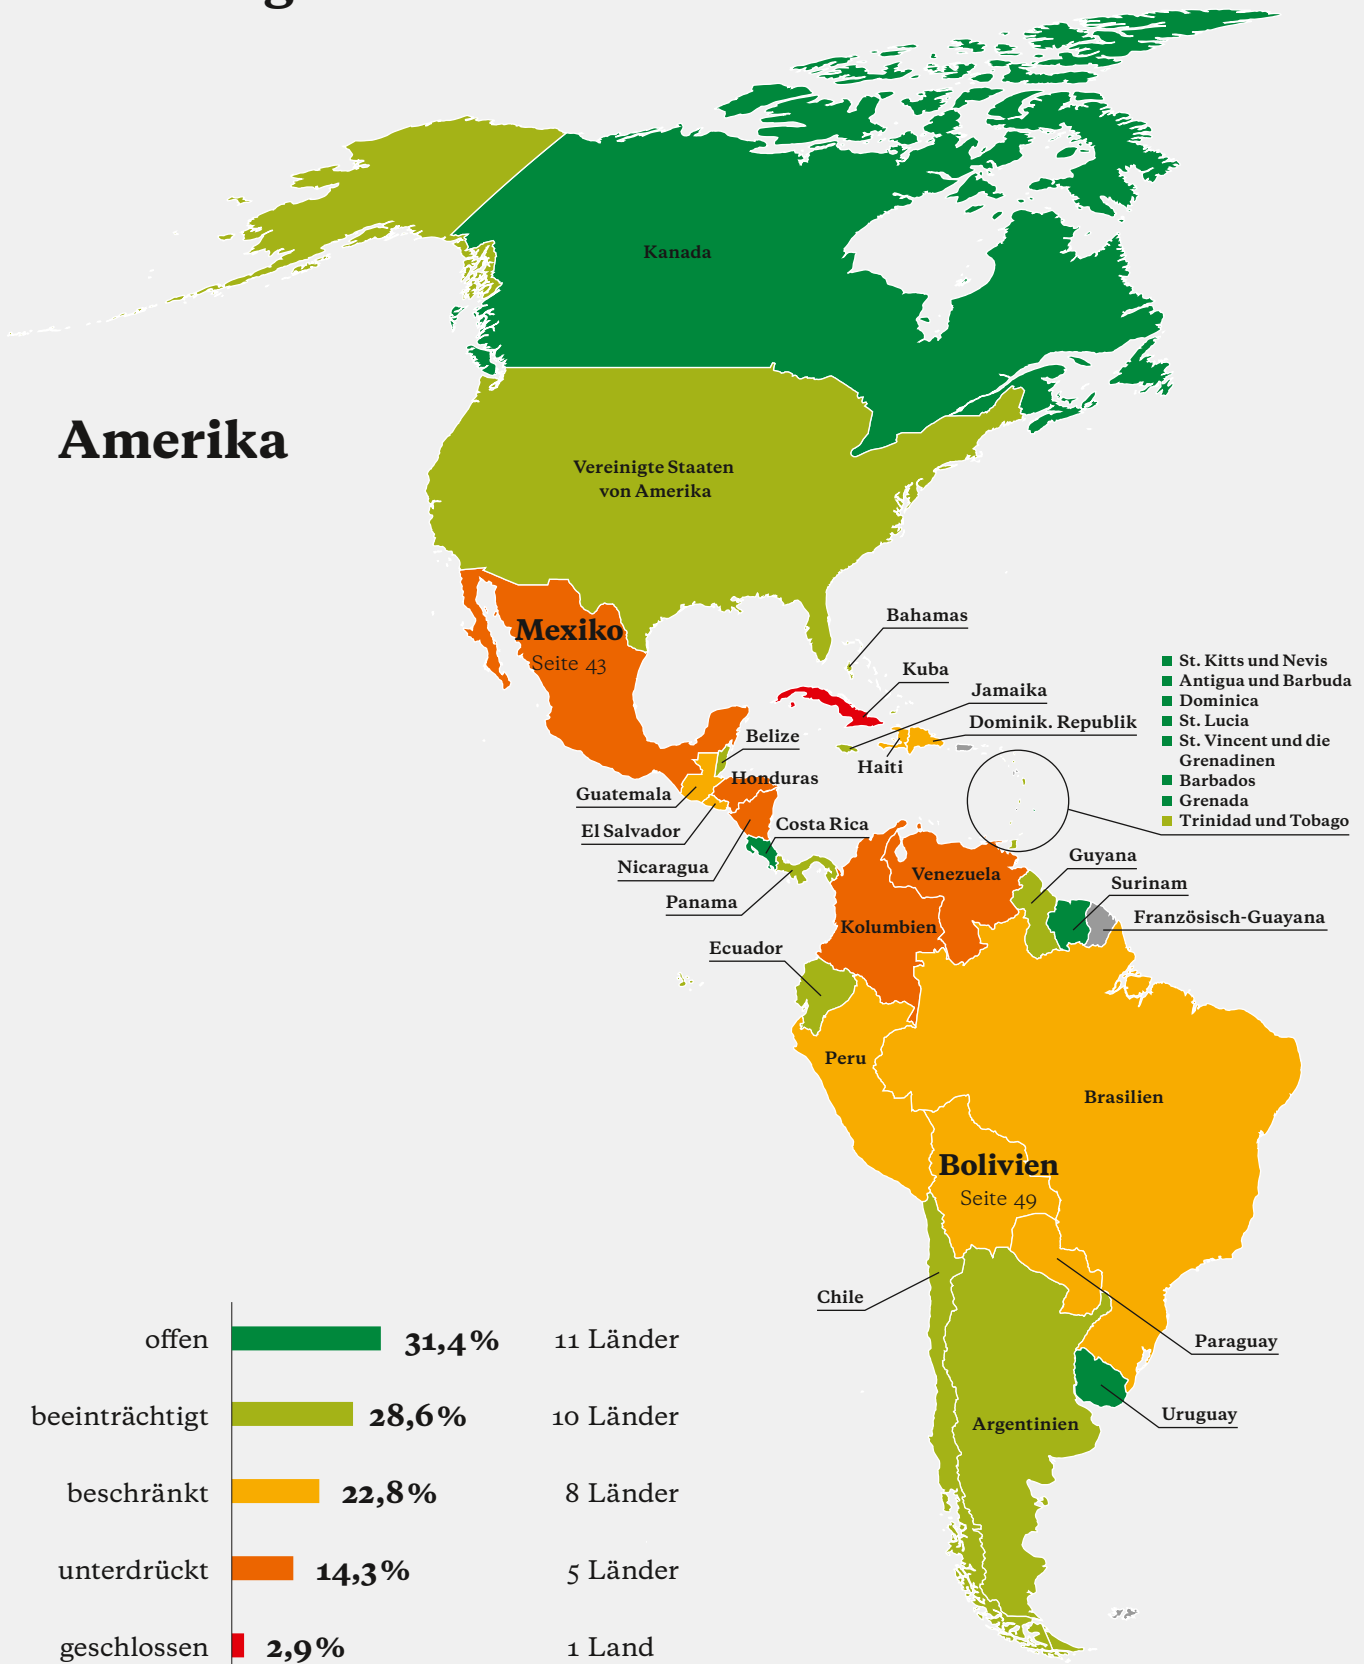 Kanada
Amerika
Vereinigte Staaten
von Amerika
Mexiko
Seite 43
Bahamas
Kuba
Jamaika
Dominik. Republik
Haiti
Belize
Honduras
Guatemala
El Salvador
Costa Rica
Nicaragua
Panama
St. Kitts und Nevis
Antigua und Barbuda
Dominica
St. Lucia
St. Vincent und die
Grenadinen
Barbados
Grenada
Trinidad und Tobago
Venezuela
Guyana
Surinam
Französisch-Guayana
Kolumbien
Ecuador
Peru
Brasilien
Bolivien
Seite 49
Chile
Paraguay
Uruguay
Argentinien
offen 31,4% 11 Länder
beeinträchtigt 28,6% 10 Länder
beschränkt 22,8% 8 Länder
unterdrückt 14,3% 5 Länder
geschlossen 2,9% 1 Land